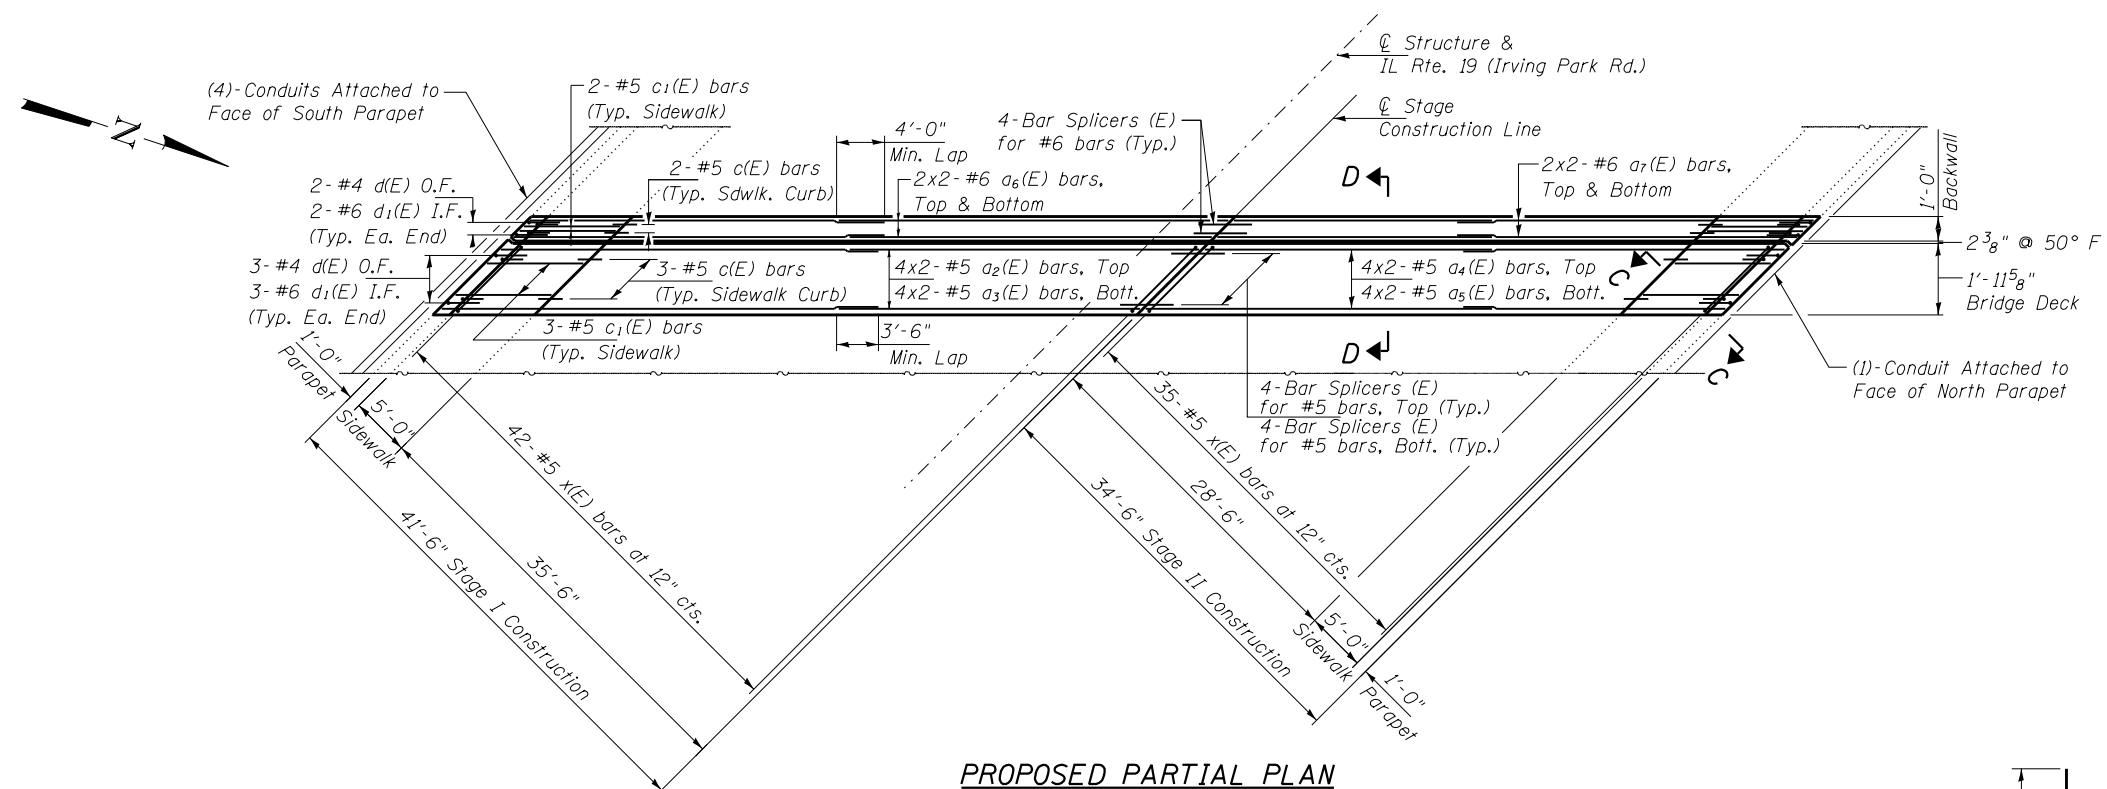 (4)-Conduits Attached to
Face of South Parapet
N
2-#5 c₁(E) bars
(Typ. Sidewalk)
4'-0"
Min. Lap
4-Bar Splicers (E)
for #6 bars (Typ.)
℄ Structure &
IL Rte. 19 (Irving Park Rd.)
℄ Stage
Construction Line
2-#5 c(E) bars
(Typ. Sdwlk. Curb)
2x2-#6 a₆(E) bars,
Top & Bottom
D
2x2-#6 a₇(E) bars,
Top & Bottom
1'-0"
Backwall
2-#4 d(E) O.F.
2-#6 d₁(E) I.F.
(Typ. Ea. End)
3-#4 d(E) O.F.
3-#6 d₁(E) I.F.
(Typ. Ea. End)
3-#5 c(E) bars
(Typ. Sidewalk Curb)
4x2-#5 a₂(E) bars, Top
4x2-#5 a₃(E) bars, Bott.
4x2-#5 a₄(E) bars, Top
4x2-#5 a₅(E) bars, Bott.
C
2 3/8" @ 50° F
1'-11 5/8"
Bridge Deck
3-#5 c₁(E) bars
(Typ. Sidewalk)
3'-6"
Min. Lap
D
C
(1)-Conduit Attached to
Face of North Parapet
4-Bar Splicers (E)
for #5 bars, Top (Typ.)
4-Bar Splicers (E)
for #5 bars, Bott. (Typ.)
1'-0"
Parapet
5'-0"
Sidewalk
42-#5 x(E) bars at 12" cts.
35'-6"
41'-6" Stage I Construction
35-#5 x(E) bars at 12" cts.
28'-6"
34'-6" Stage II Construction
5'-0"
Sidewalk
1'-0"
Parapet
PROPOSED PARTIAL PLAN